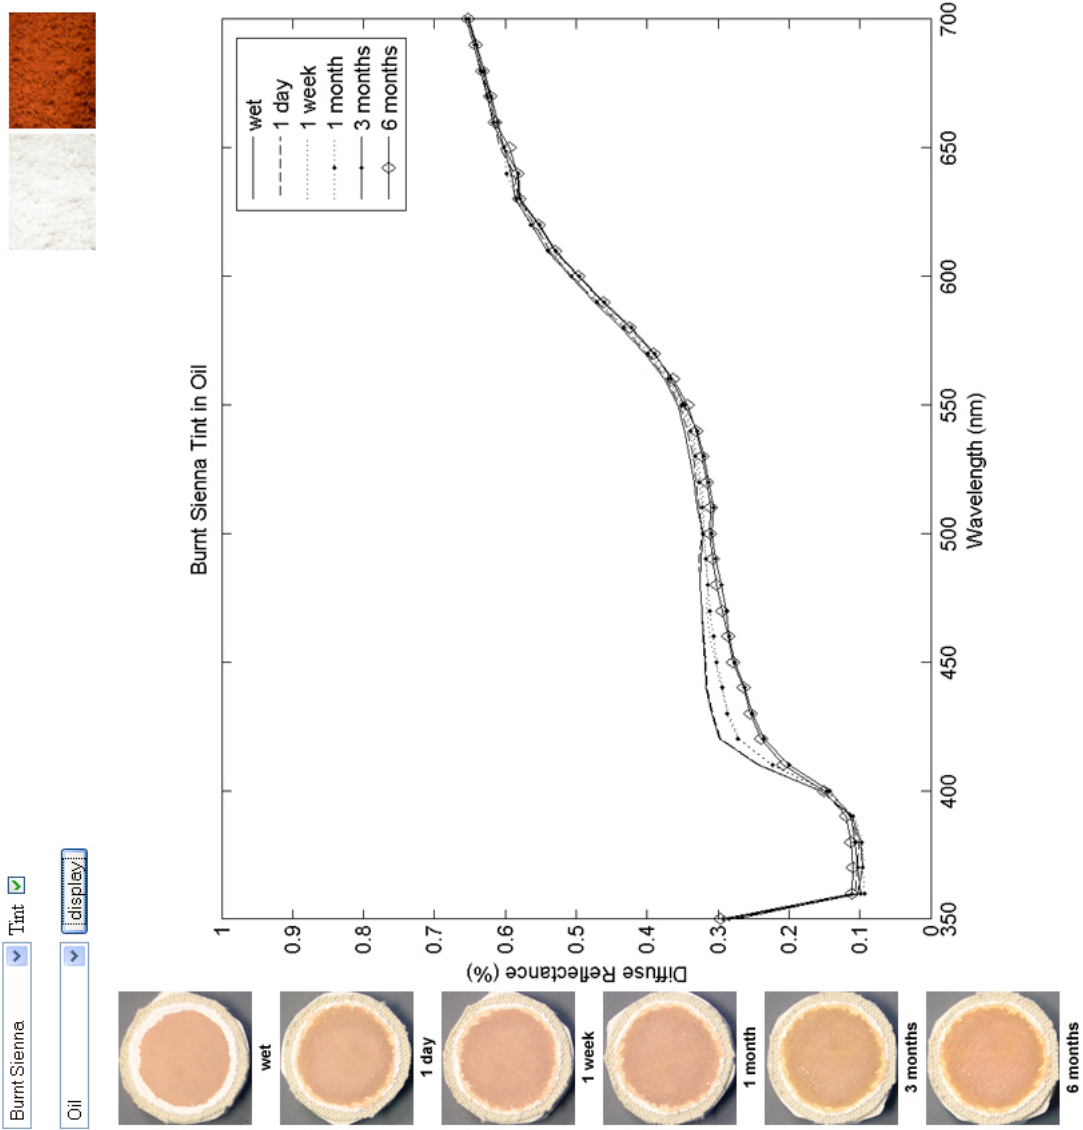 Burnt Sienna
Tint
Oil
display
wet
1 day
1 week
1 month
3 months
6 months
Burnt Sienna Tint in Oil
Diffuse Reflectance (%)
1
0.9
0.8
0.7
0.6
0.5
0.4
0.3
0.2
0.1
0
350
400
450
500
550
600
650
700
Wavelength (nm)
wet
1 day
1 week
1 month
3 months
6 months